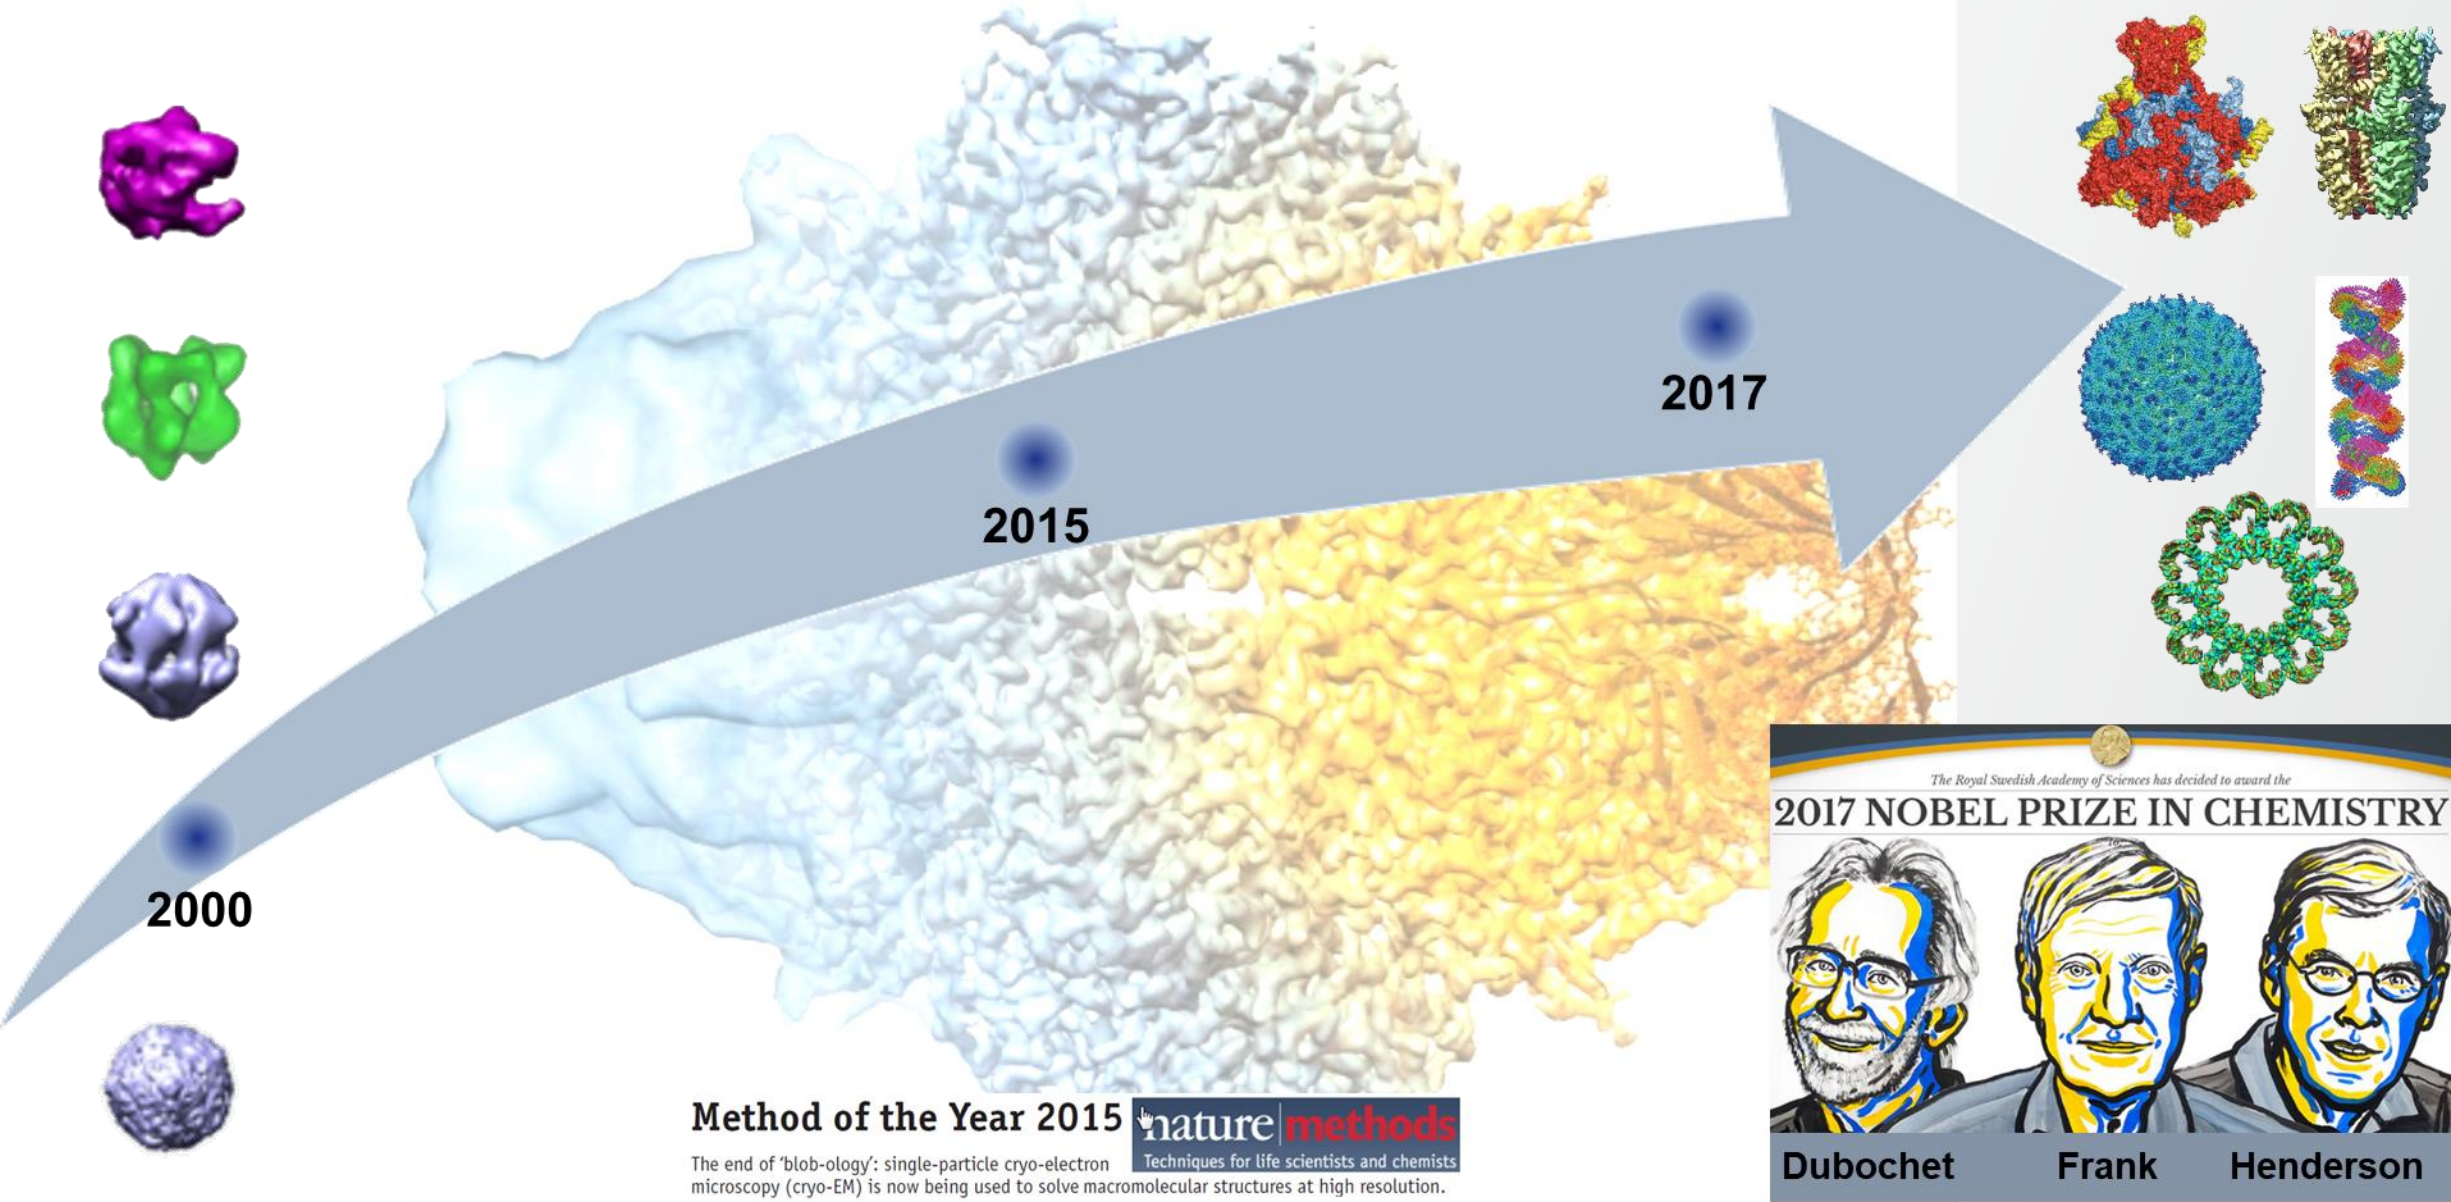 2017
2015
2000
The Royal Swedish Academy of Sciences has decided to award the
2017 NOBEL PRIZE IN CHEMISTRY
to
Dubochet
Frank
Henderson
Method of the Year 2015
nature methods
Techniques for life scientists and chemists
The end of 'blob-ology': single-particle cryo-electron
microscopy (cryo-EM) is now being used to solve macromolecular structures at high resolution.